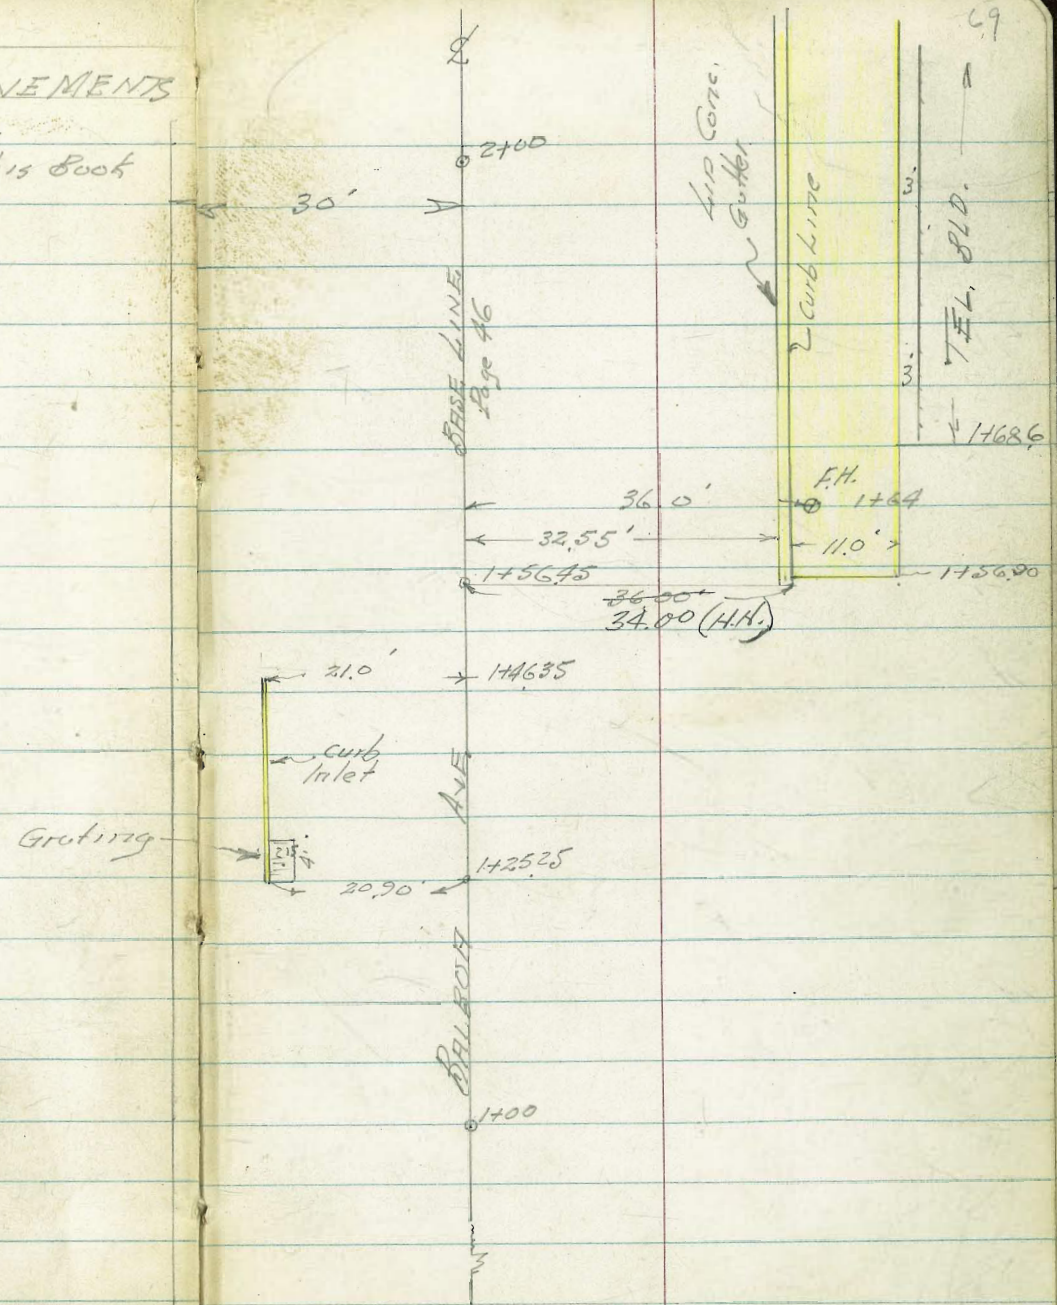 69
VEMENTS
is Book
2+00
30'
Lip Conc.
Gutter
Curb Line
3.
TEL. BLD.
BASE LINE
Page 46
3.
1+68.6
F.H.
36.0'
1+64
32.55'
11.0'
1+56.45
1+56.90
36.00'
34.00 (H.H.)
21.0'
1+46.35
Curb
Inlet
AVE
Grating
4'
1+25.25
20.90'
BALBOA
1+00